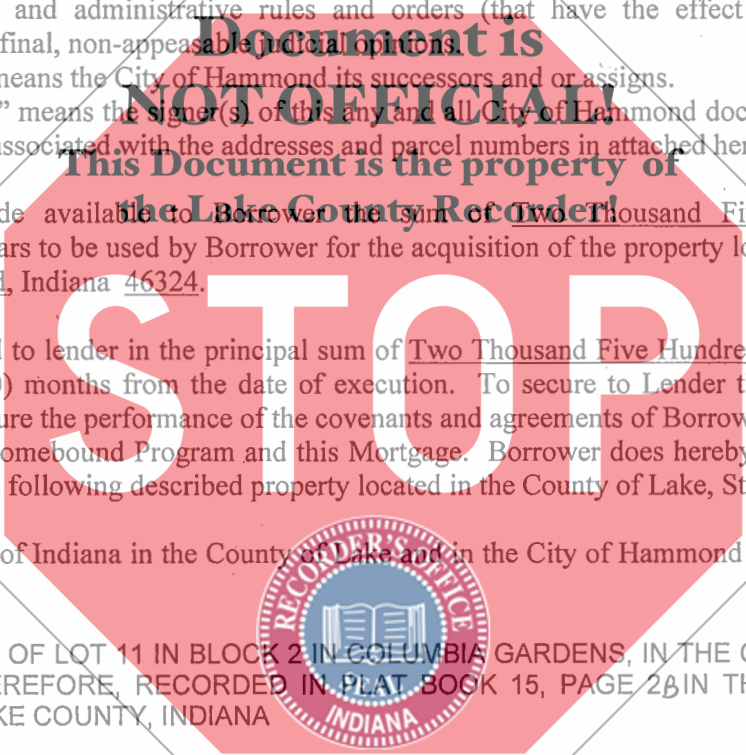 and administrative rules and orders (that have the effect
final, non-appeasable judicial opinions.
Document is
means the City of Hammond its successors and or assigns.
NOT OFFICIAL!
” means the signer(s) of this any and all City of Hammond doc
associated with the addresses and parcel numbers in attached her
This Document is the property of
the Lake County Recorder!
de available to Borrower the sum of Two Thousand Fi
ars to be used by Borrower for the acquisition of the property lo
, Indiana 46324.
STOP
to lender in the principal sum of Two Thousand Five Hundre
) months from the date of execution. To secure to Lender t
ure the performance of the covenants and agreements of Borrow
omebound Program and this Mortgage. Borrower does hereby
following described property located in the County of Lake, St
of Indiana in the County of Lake and in the City of Hammond
RECORDER'S OFFICE
OF LOT 11 IN BLOCK 2 IN COLUMBIA GARDENS, IN THE C
EREFORE, RECORDED IN PLAT BOOK 15, PAGE IN TH
KE COUNTY, INDIANA
SEAL
INDIANA